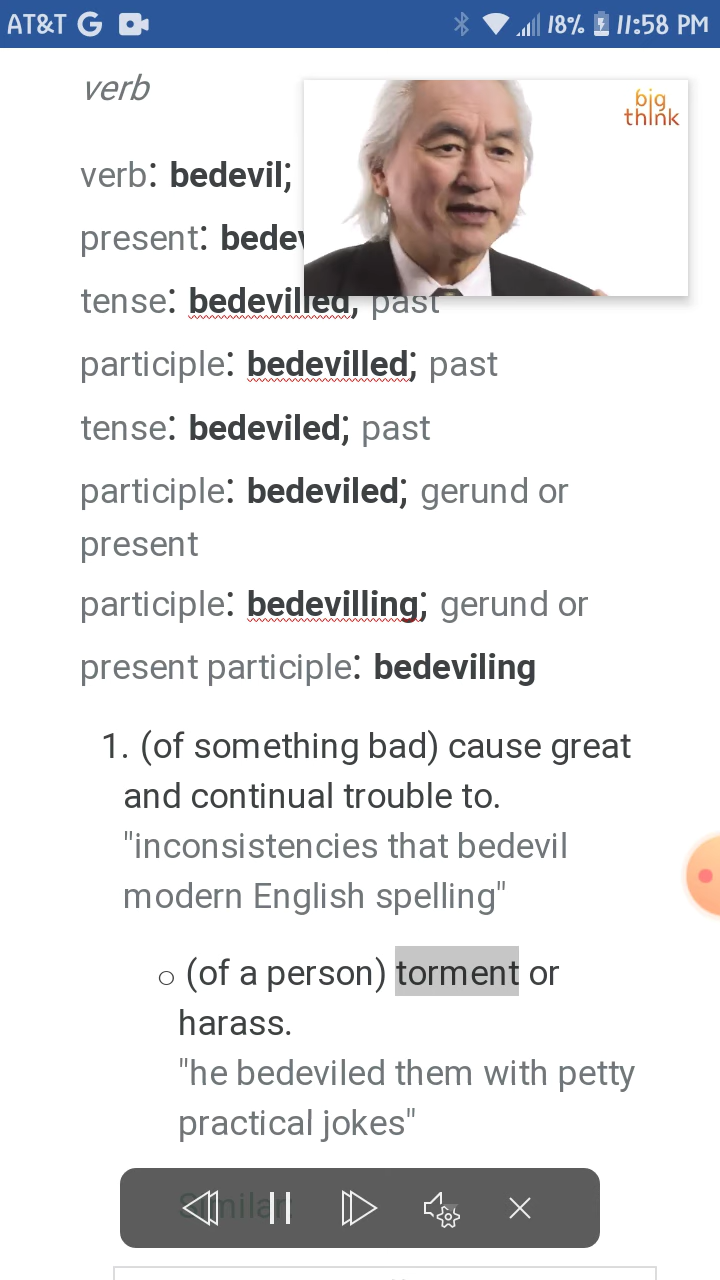 AT&T G 18% 11:58 PM
verb
big
think
verb: bedevil;
present:
tense: bedevilled, past
participle: bedevilled; past
tense: bedeviled; past
participle: bedeviled; gerund or
present
participle: bedevilling; gerund or
present participle: bedeviling
1. (of something bad) cause great
and continual trouble to.
"inconsistencies that bedevil
modern English spelling"
○ (of a person) torment or
harass.
"he bedeviled them with petty
practical jokes"